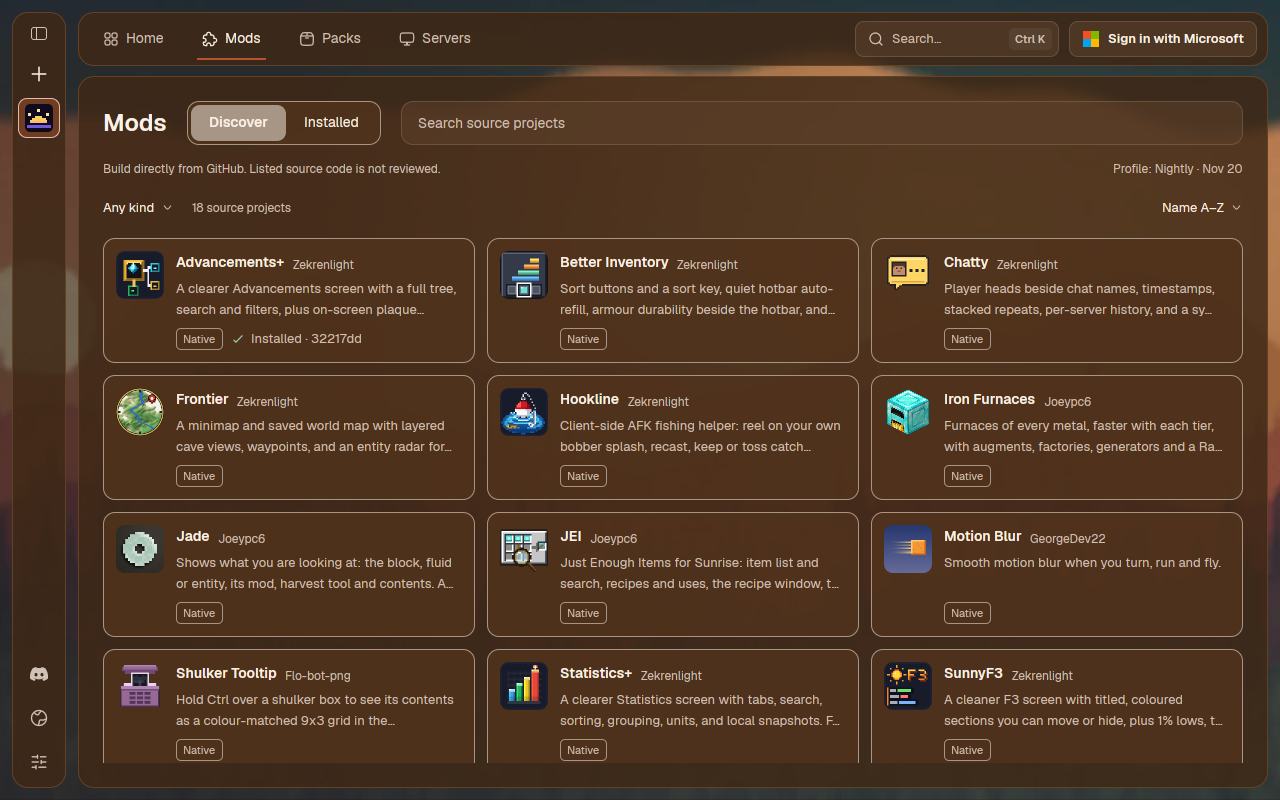 Home
Mods
Packs
Servers
Search...
Ctrl K
Sign in with Microsoft
Mods
Discover
Installed
Search source projects
Build directly from GitHub. Listed source code is not reviewed.
Profile: Nightly · Nov 20
Any kind
18 source projects
Name A–Z
Advancements+ Zekrenlight
A clearer Advancements screen with a full tree,
search and filters, plus on-screen plaque...
Native
Installed · 32217dd
Better Inventory Zekrenlight
Sort buttons and a sort key, quiet hotbar auto-
refill, armour durability beside the hotbar, and...
Native
Chatty Zekrenlight
Player heads beside chat names, timestamps,
stacked repeats, per-server history, and a sy...
Native
Frontier Zekrenlight
A minimap and saved world map with layered
cave views, waypoints, and an entity radar for...
Native
Hookline Zekrenlight
Client-side AFK fishing helper: reel on your own
bobber splash, recast, keep or toss catch...
Native
Iron Furnaces Joeypc6
Furnaces of every metal, faster with each tier,
with augments, factories, generators and a Ra...
Native
Jade Joeypc6
Shows what you are looking at: the block, fluid
or entity, its mod, harvest tool and contents. A...
Native
JEI Joeypc6
Just Enough Items for Sunrise: item list and
search, recipes and uses, the recipe window, t...
Native
Motion Blur GeorgeDev22
Smooth motion blur when you turn, run and fly.
Native
Shulker Tooltip Flo-bot-png
Hold Ctrl over a shulker box to see its contents
as a colour-matched 9x3 grid in the...
Native
Statistics+ Zekrenlight
A clearer Statistics screen with tabs, search,
sorting, grouping, units, and local snapshots. F...
Native
F3
SunnyF3 Zekrenlight
A cleaner F3 screen with titled, coloured
sections you can move or hide, plus 1% lows, t...
Native